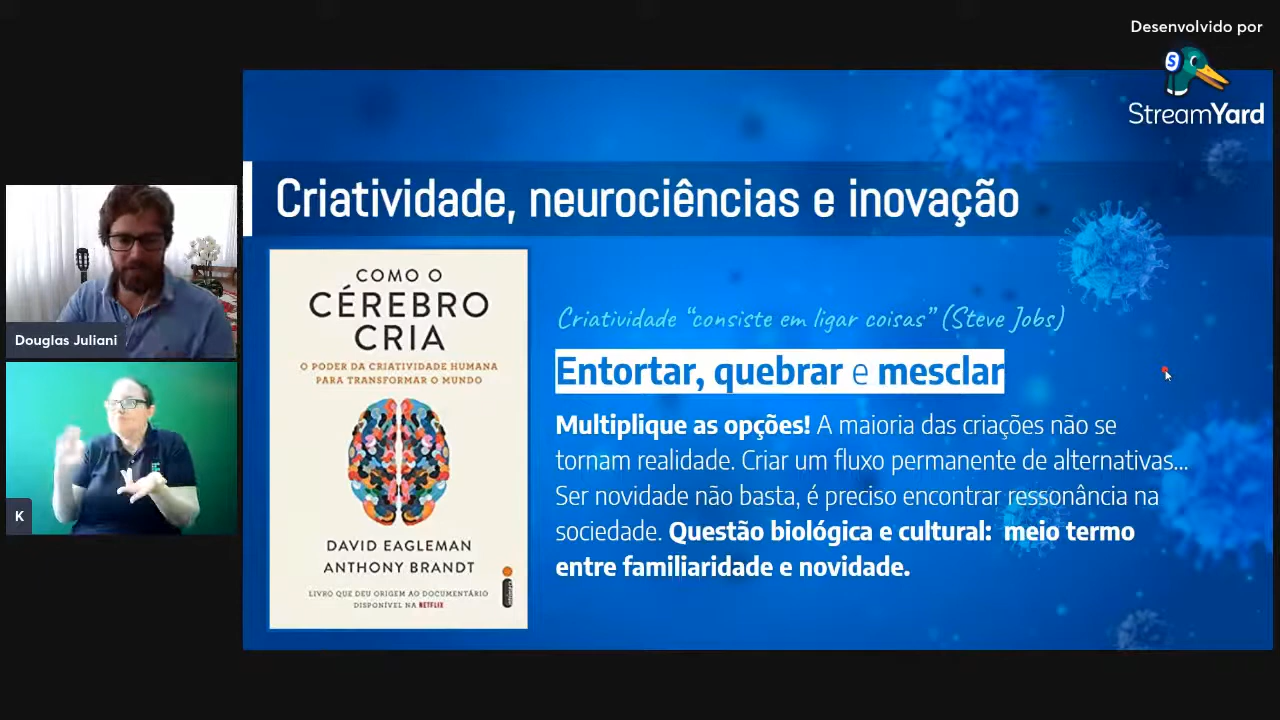 Desenvolvido por
StreamYard
Criatividade, neurociências e inovação
COMO O
CÉREBRO
CRIA
O PODER DA CRIATIVIDADE HUMANA
PARA TRANSFORMAR O MUNDO
DAVID EAGLEMAN
ANTHONY BRANDT
LIVRO QUE DEU ORIGEM AO DOCUMENTÁRIO
DISPONÍVEL NA NETFLIX
Criatividade “consiste em ligar coisas” (Steve Jobs)
Entortar, quebrar e mesclar
Multiplique as opções! A maioria das criações não se
tornam realidade. Criar um fluxo permanente de alternativas...
Ser novidade não basta, é preciso encontrar ressonância na
sociedade. Questão biológica e cultural: meio termo
entre familiaridade e novidade.
Douglas Juliani
K